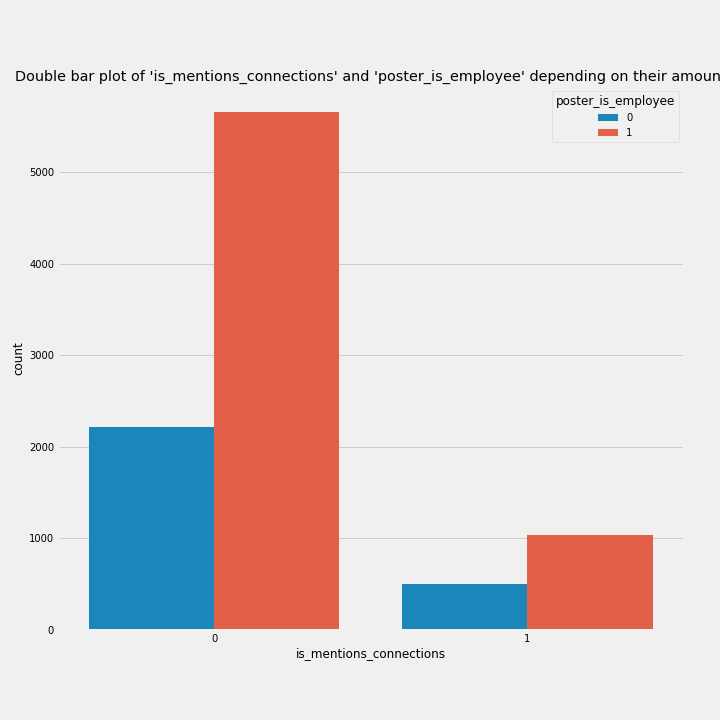 Double bar plot of 'is_mentions_connections' and 'poster_is_employee' depending on their amoun
poster_is_employee
0
1
5000
4000
3000
2000
1000
0
count
0
1
is_mentions_connections